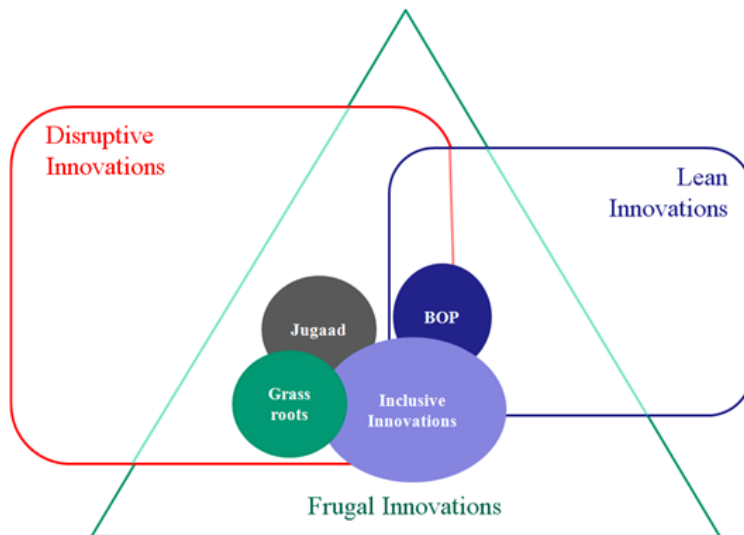 Disruptive
Innovations
Lean
Innovations
Jugaad
BOP
Grass
roots
Inclusive
Innovations
Frugal Innovations